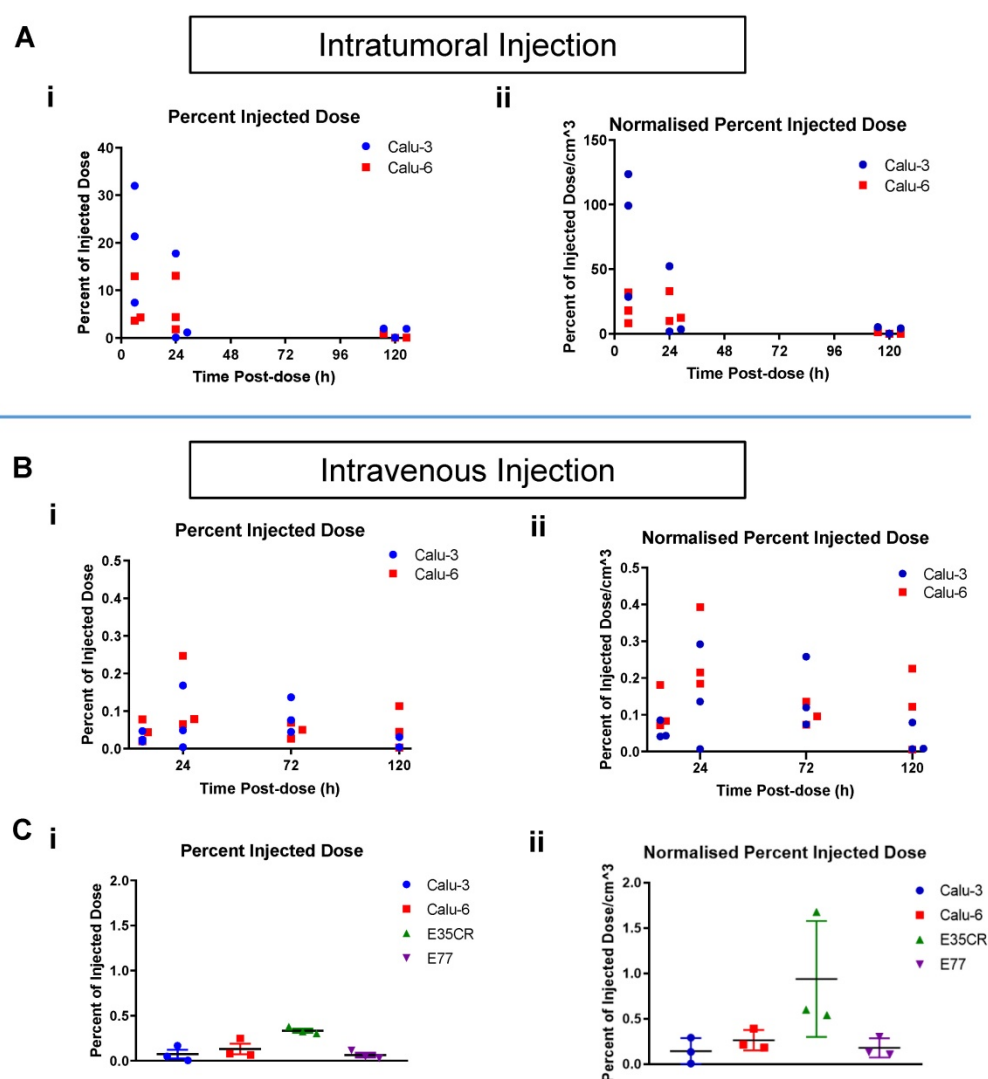 A
Intratumoral Injection
i
Percent Injected Dose
Calu-3
Calu-6
Percent of Injected Dose
40
30
20
10
0
0 24 48 72 96 120
Time Post-dose (h)
ii
Normalised Percent Injected Dose
Calu-3
Calu-6
Percent of Injected Dose/cm^3
150
100
50
0
0 24 48 72 96 120
Time Post-dose (h)
B
Intravenous Injection
i
Percent Injected Dose
Calu-3
Calu-6
Percent of Injected Dose
0.5
0.4
0.3
0.2
0.1
0.0
24 72 120
Time Post-dose (h)
ii
Normalised Percent Injected Dose
Calu-3
Calu-6
Percent of Injected Dose/cm^3
0.5
0.4
0.3
0.2
0.1
0.0
24 72 120
Time Post-dose (h)
C
i
Percent Injected Dose
Calu-3
Calu-6
E35CR
E77
Percent of Injected Dose
2.0
1.5
1.0
0.5
0.0
ii
Normalised Percent Injected Dose
Calu-3
Calu-6
E35CR
E77
Percent of Injected Dose/cm^3
2.0
1.5
1.0
0.5
0.0